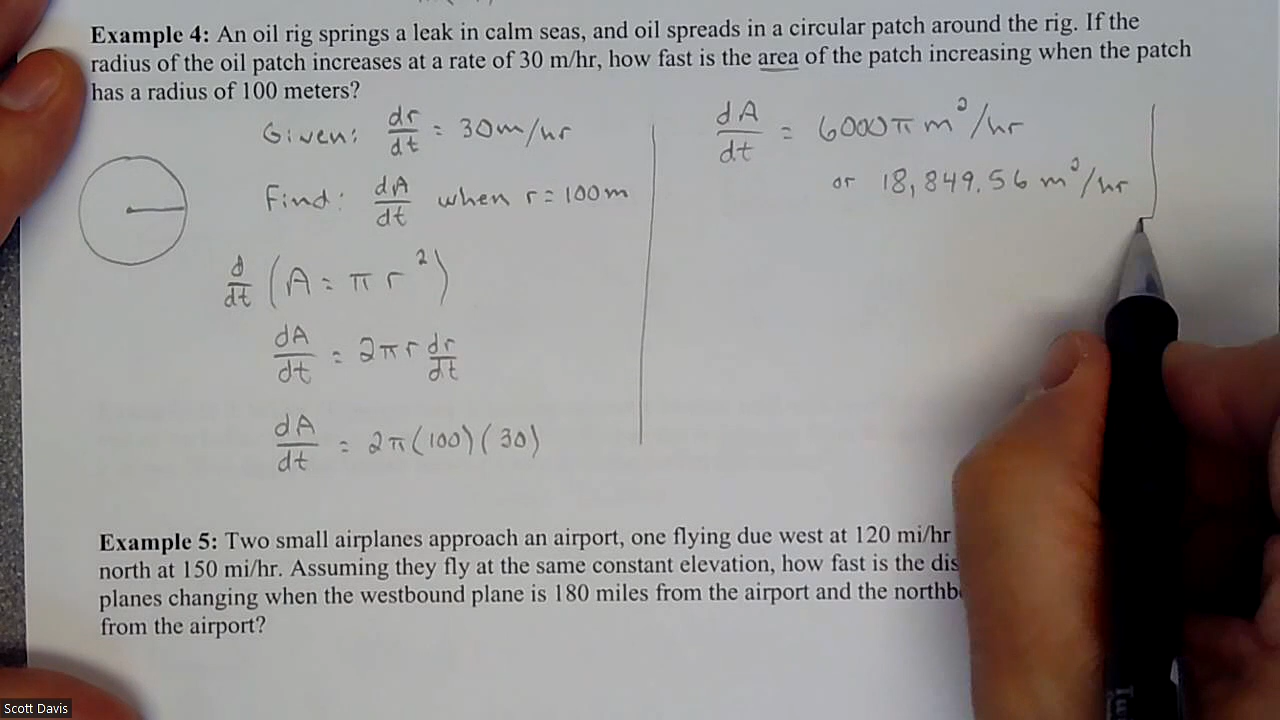 Example 4: An oil rig springs a leak in calm seas, and oil spreads in a circular patch around the rig. If the
radius of the oil patch increases at a rate of 30 m/hr, how fast is the area of the patch increasing when the patch
has a radius of 100 meters?
Given: dr/dt = 30m/hr
Find: dA/dt when r = 100m
d/dt (A = π r²)
dA/dt = 2πr dr/dt
dA/dt = 2π(100)(30)
dA/dt = 6000π m²/hr
or 18,849.56 m²/hr
Example 5: Two small airplanes approach an airport, one flying due west at 120 mi/hr
north at 150 mi/hr. Assuming they fly at the same constant elevation, how fast is the
planes changing when the westbound plane is 180 miles from the airport and the
from the airport?
Scott Davis